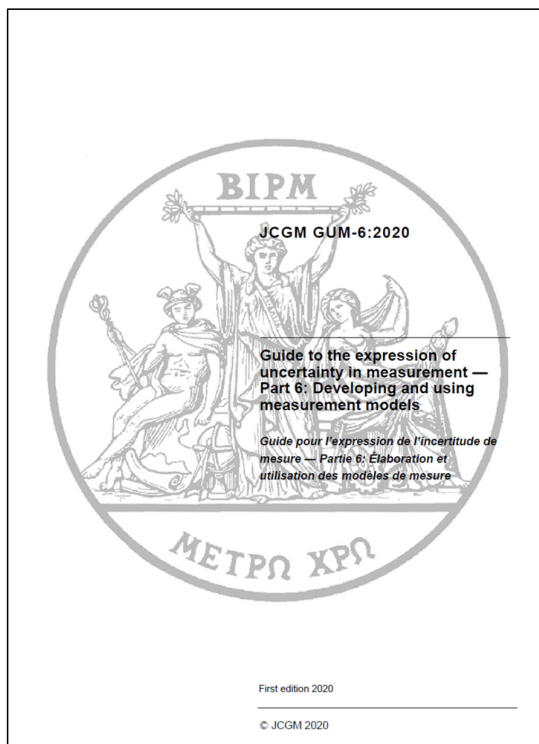 BIPM
JCGM GUM-6:2020
Guide to the expression of
uncertainty in measurement —
Part 6: Developing and using
measurement models
Guide pour l’expression de l’incertitude de
mesure — Partie 6: Élaboration et
utilisation des modèles de mesure
ΜΕΤΡΩ ΧΡΩ
First edition 2020
© JCGM 2020